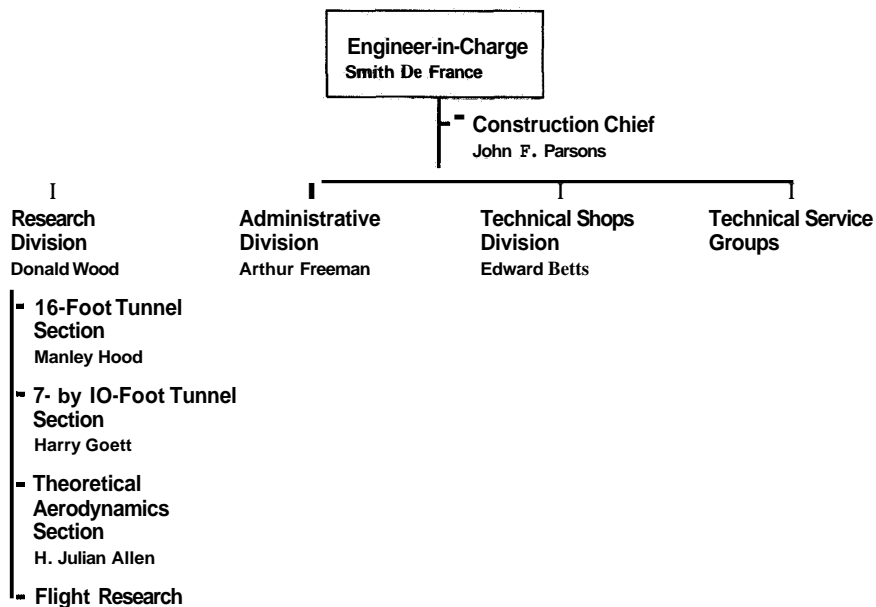 Engineer-in-Charge
Smith De France
Construction Chief
John F. Parsons
Research
Division
Donald Wood
Administrative
Division
Arthur Freeman
Technical Shops
Division
Edward Betts
Technical Service
Groups
16-Foot Tunnel
Section
Manley Hood
7- by IO-Foot Tunnel
Section
Harry Goett
Theoretical
Aerodynamics
Section
H. Julian Allen
Flight Research